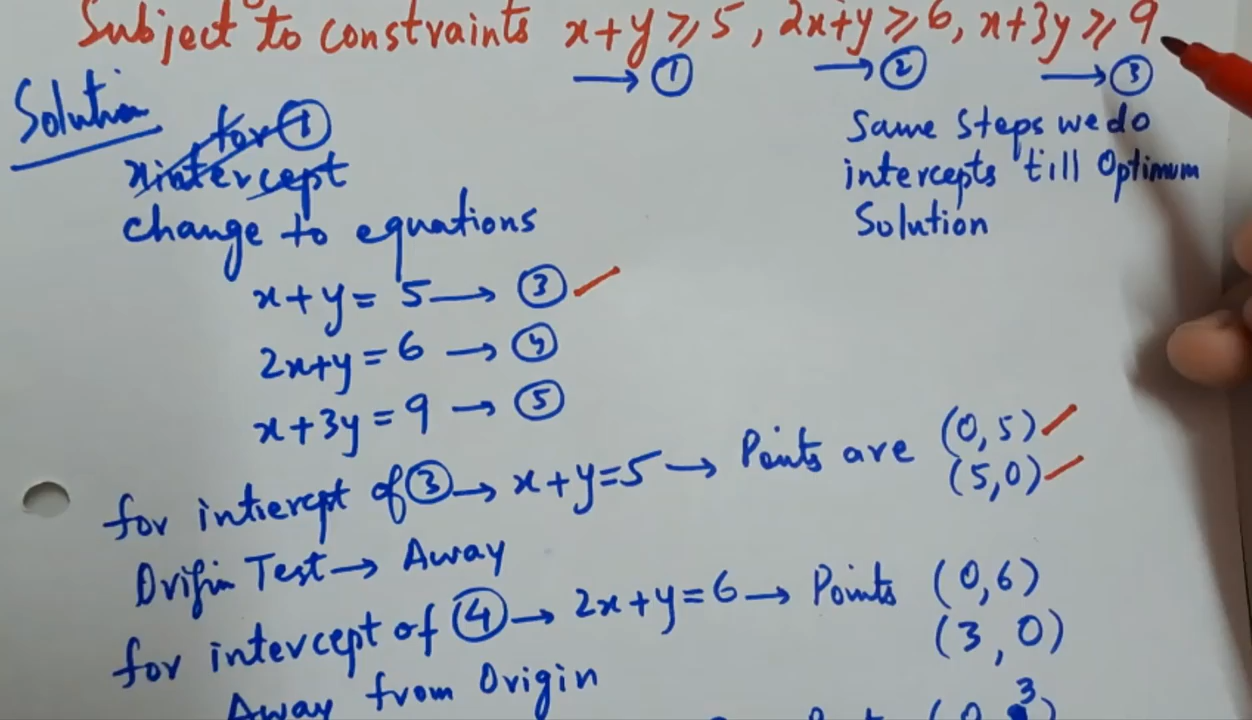 Subject to constraints x+y≥5, 2x+y≥6, x+3y≥9
→ ① → ② → ③
Solution
for ①
x intercept
change to equations
Same Steps we do
intercepts till Optimum
Solution
x+y = 5 → ③
2x+y = 6 → ④
x+3y = 9 → ⑤
for intercept of ③ → x+y=5 → Points are (0,5)
(5,0)
Origin Test → Away
for intercept of ④ → 2x+y=6 → Points (0,6)
(3,0)
Away from Origin
(0,3)